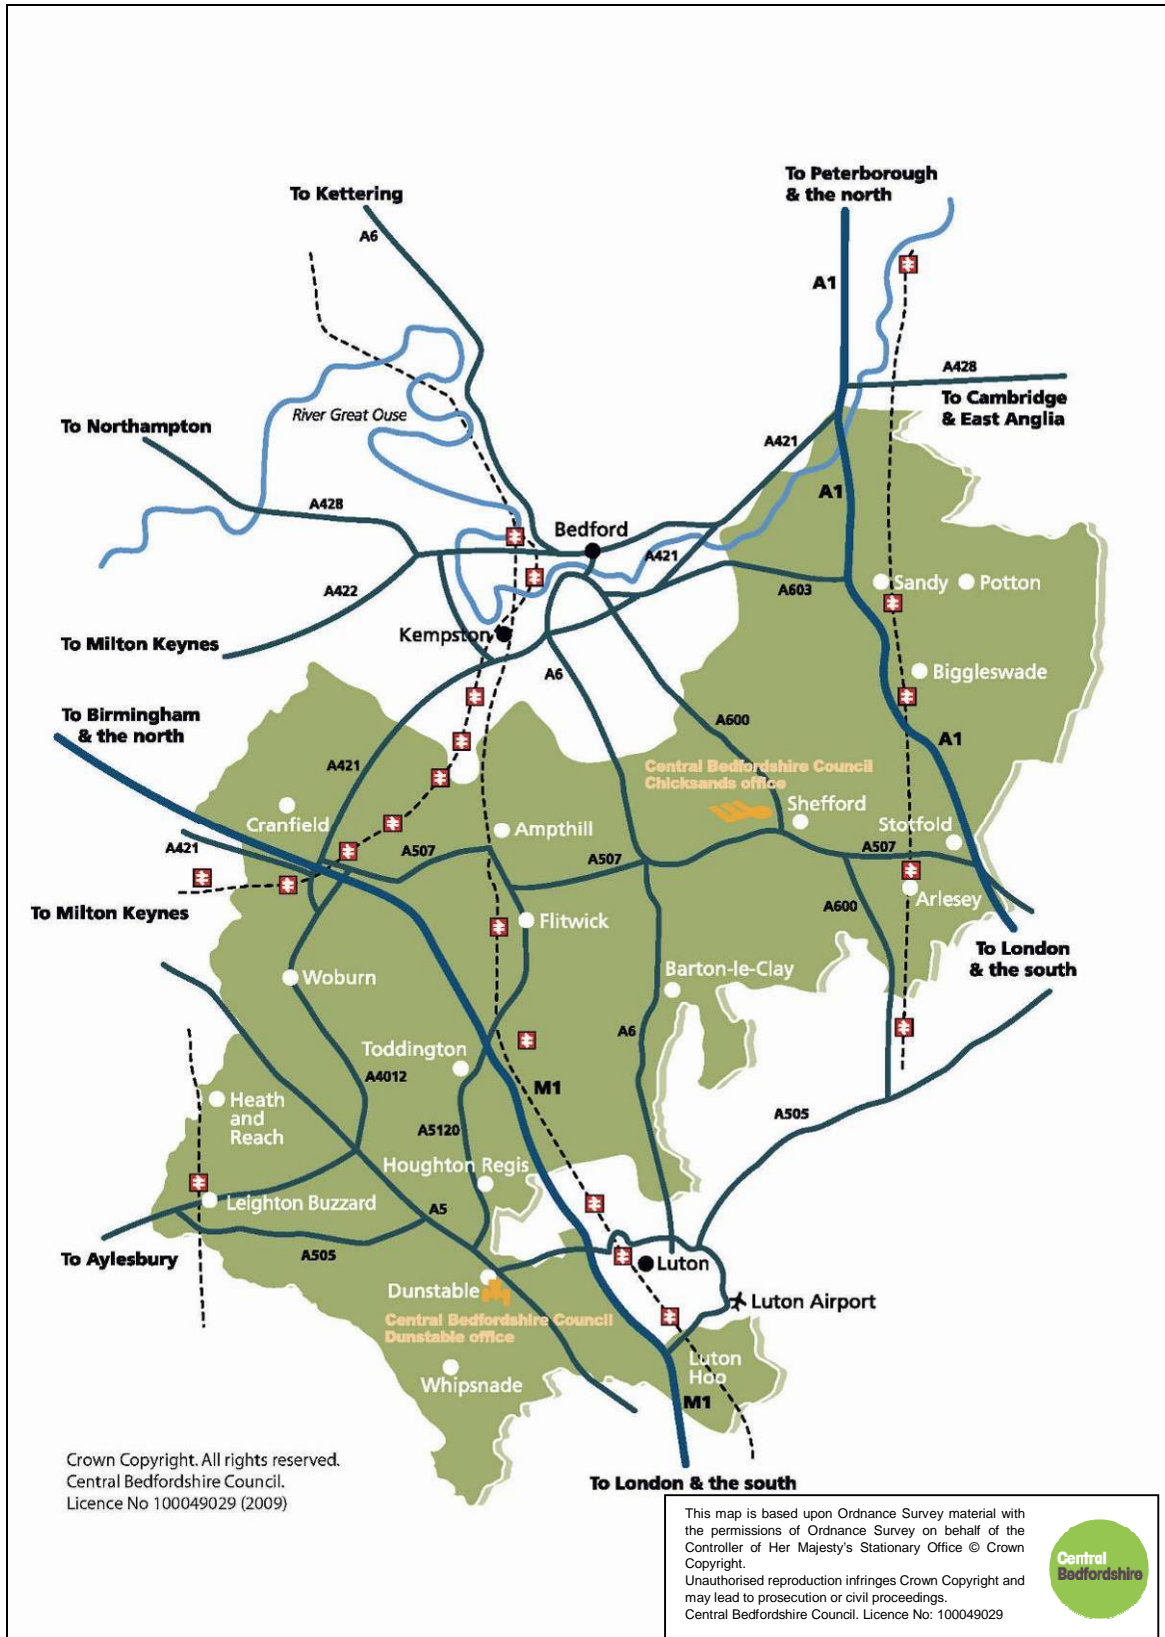 To Peterborough
& the north
To Kettering
A6
A1
A428
To Cambridge
& East Anglia
River Great Ouse
To Northampton
A421
A1
A428
Bedford
A421
A422
A603
Sandy
Potton
Kempston
To Milton Keynes
A6
Biggleswade
To Birmingham
& the north
A600
A1
A421
Central Bedfordshire Council
Chicksands office
Shefford
Cranfield
Ampthill
Stotfold
A421
A507
A507
A507
Arlesey
To Milton Keynes
Flitwick
A600
To London
& the south
Woburn
Barton-le-Clay
A6
Toddington
A4012
M1
Heath
and
Reach
A505
A5120
Houghton Regis
Leighton Buzzard
A5
To Aylesbury
A505
Luton
Dunstable
Luton Airport
Central Bedfordshire Council
Dunstable office
Luton
Hoo
Whipsnade
M1
Crown Copyright. All rights reserved.
Central Bedfordshire Council.
Licence No 100049029 (2009)
To London & the south
This map is based upon Ordnance Survey material with
the permissions of Ordnance Survey on behalf of the
Controller of Her Majesty's Stationary Office © Crown
Copyright.
Unauthorised reproduction infringes Crown Copyright and
may lead to prosecution or civil proceedings.
Central Bedfordshire Council. Licence No: 100049029
Central
Bedfordshire